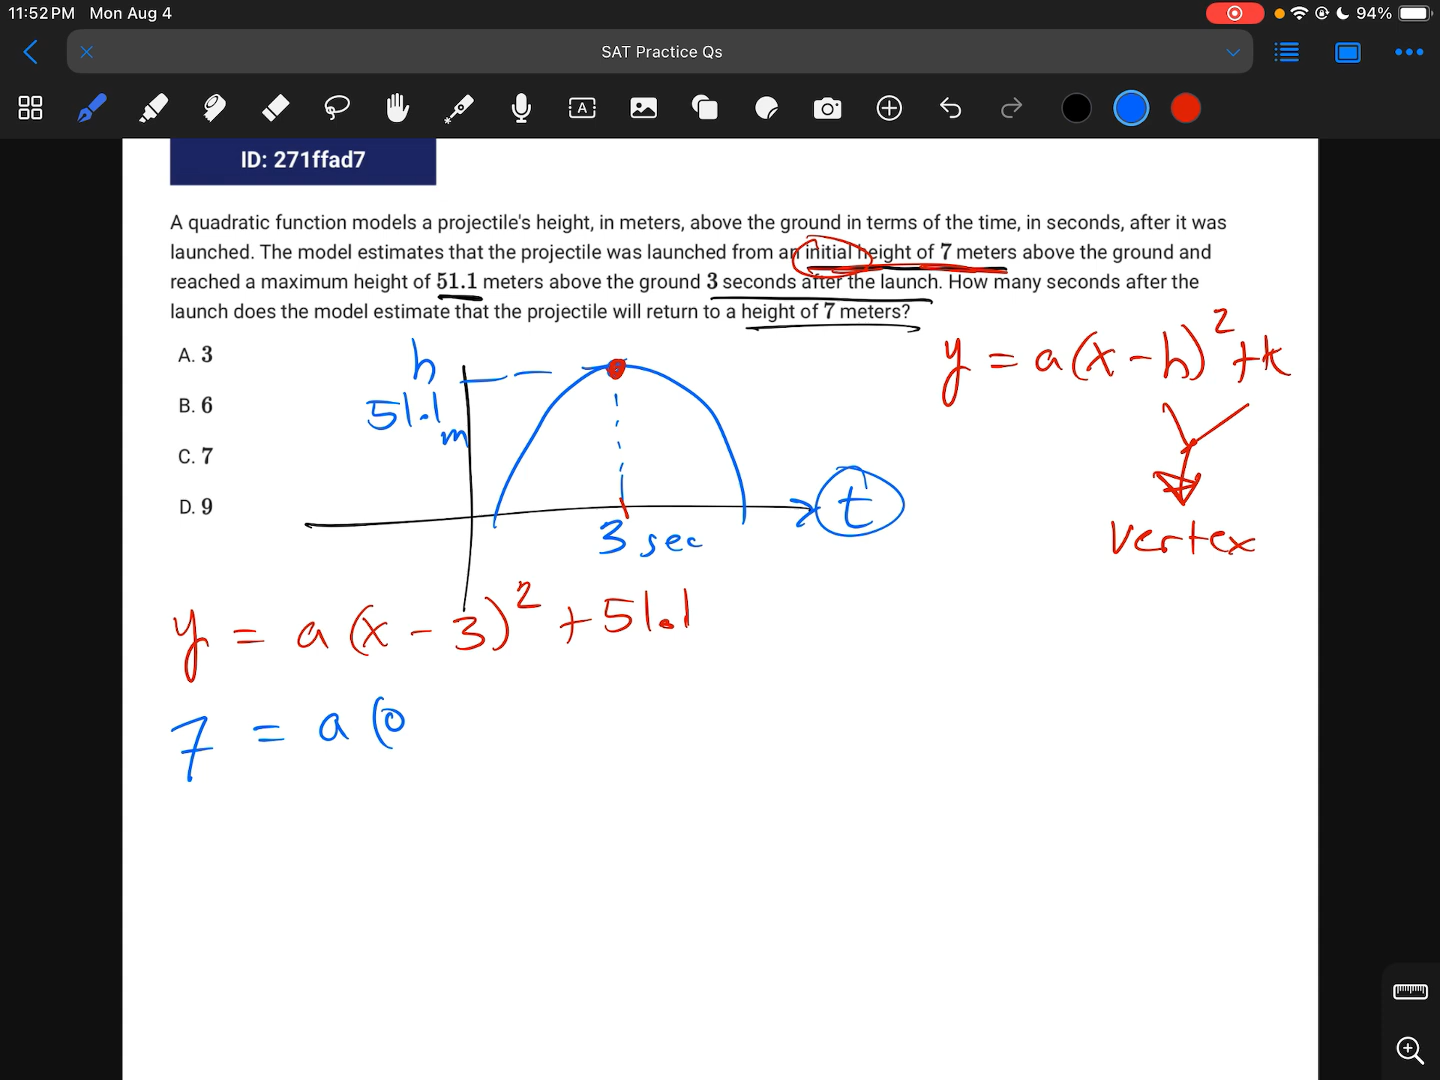 11:52 PM Mon Aug 4 94%
SAT Practice Qs
A
ID: 271ffad7
A quadratic function models a projectile's height, in meters, above the ground in terms of the time, in seconds, after it was
launched. The model estimates that the projectile was launched from an initial height of 7 meters above the ground and
reached a maximum height of 51.1 meters above the ground 3 seconds after the launch. How many seconds after the
launch does the model estimate that the projectile will return to a height of 7 meters?
A. 3
B. 6
C. 7
D. 9
h
51.1
m
t
3 sec
y = a(x - h)² + k
vertex
y = a(x - 3)² + 51.1
7 = a(0